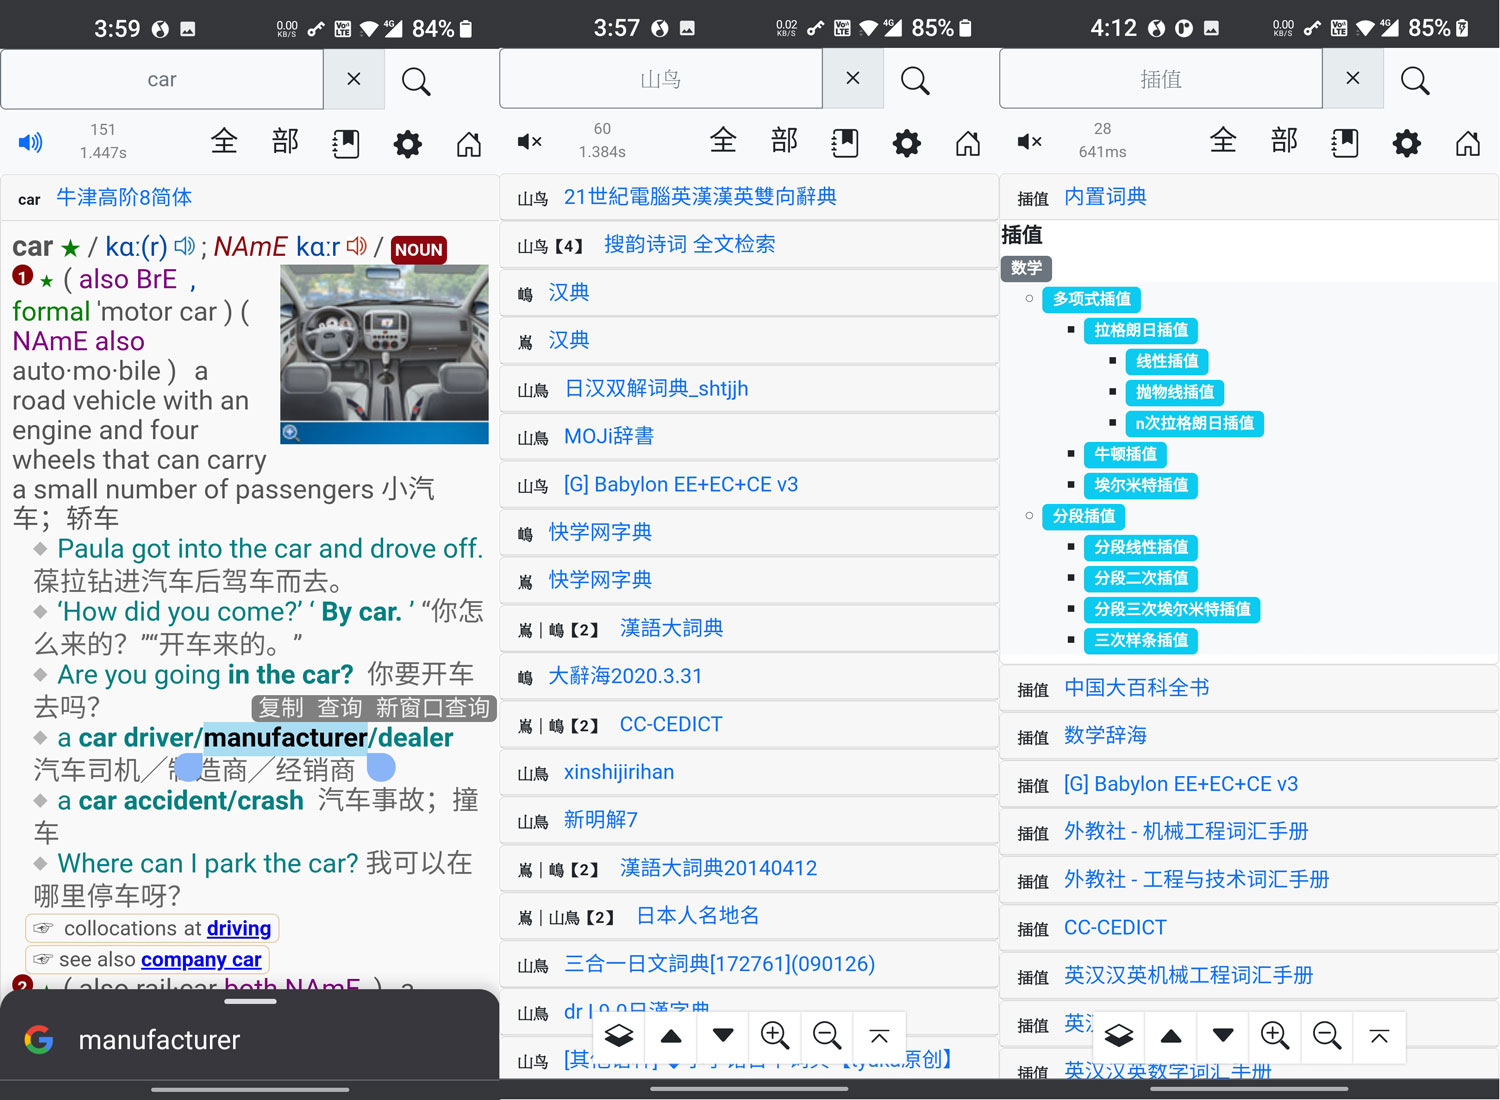 3:59
0.00
KB/S
Vo)
LTE
4G
84%
car
×
151
1.447s
全
部
car 牛津高阶8简体
car ★ / kɑː(r) ; NAmE kɑːr / NOUN
1 ★ ( also BrE ,
formal ˈmotor car ) (
NAmE also
auto·mo·bile ) a
road vehicle with an
engine and four
wheels that can carry
a small number of passengers 小汽
车；轿车
◆ Paula got into the car and drove off.
葆拉钻进汽车后驾车而去。
◆ ‘How did you come?’ ‘ By car. ’ “你怎
么来的？”“开车来的。”
◆ Are you going in the car? 你要开车
去吗？
复制 查询 新窗口查询
◆ a car driver/manufacturer/dealer
汽车司机／制造商／经销商
◆ a car accident/crash 汽车事故；撞
车
◆ Where can I park the car? 我可以在
哪里停车呀？
☞ collocations at driving
☞ see also company car
2 ★ ( also rail·car both NAmE ) a
manufacturer
3:57
0.02
KB/S
Vo)
LTE
4G
85%
山鸟
×
60
1.384s
全
部
山鸟 21世紀電腦英漢漢英雙向辭典
山鸟【4】 搜韵诗词 全文检索
嶋 汉典
嶌 汉典
山鳥 日汉双解词典_shtjjh
山鳥 MOJi辞書
山鸟 [G] Babylon EE+EC+CE v3
嶋 快学网字典
嶌 快学网字典
嶌 | 嶋【2】 漢語大詞典
嶋 大辭海2020.3.31
嶌 | 嶋【2】 CC-CEDICT
山鳥 xinshijirihan
山鳥 新明解7
嶌 | 嶋【2】 漢語大詞典20140412
嶌 | 山鳥【2】 日本人名地名
山鳥 三合一日文詞典[172761](090126)
山鳥 dr
日漢字典
山鸟
原创】
4:12
0.00
KB/S
Vo)
LTE
4G
85%
插值
×
28
641ms
全
部
插值 内置词典
插值
数学
多项式插值
拉格朗日插值
线性插值
抛物线插值
n次拉格朗日插值
牛顿插值
埃尔米特插值
分段插值
分段线性插值
分段二次插值
分段三次埃尔米特插值
三次样条插值
插值 中国大百科全书
插值 数学辞海
插值 [G] Babylon EE+EC+CE v3
插值 外教社 - 机械工程词汇手册
插值 外教社 - 工程与技术词汇手册
插值 CC-CEDICT
插值 英汉汉英机械工程词汇手册
插值 英
插值 英汉汉英数学词汇手册